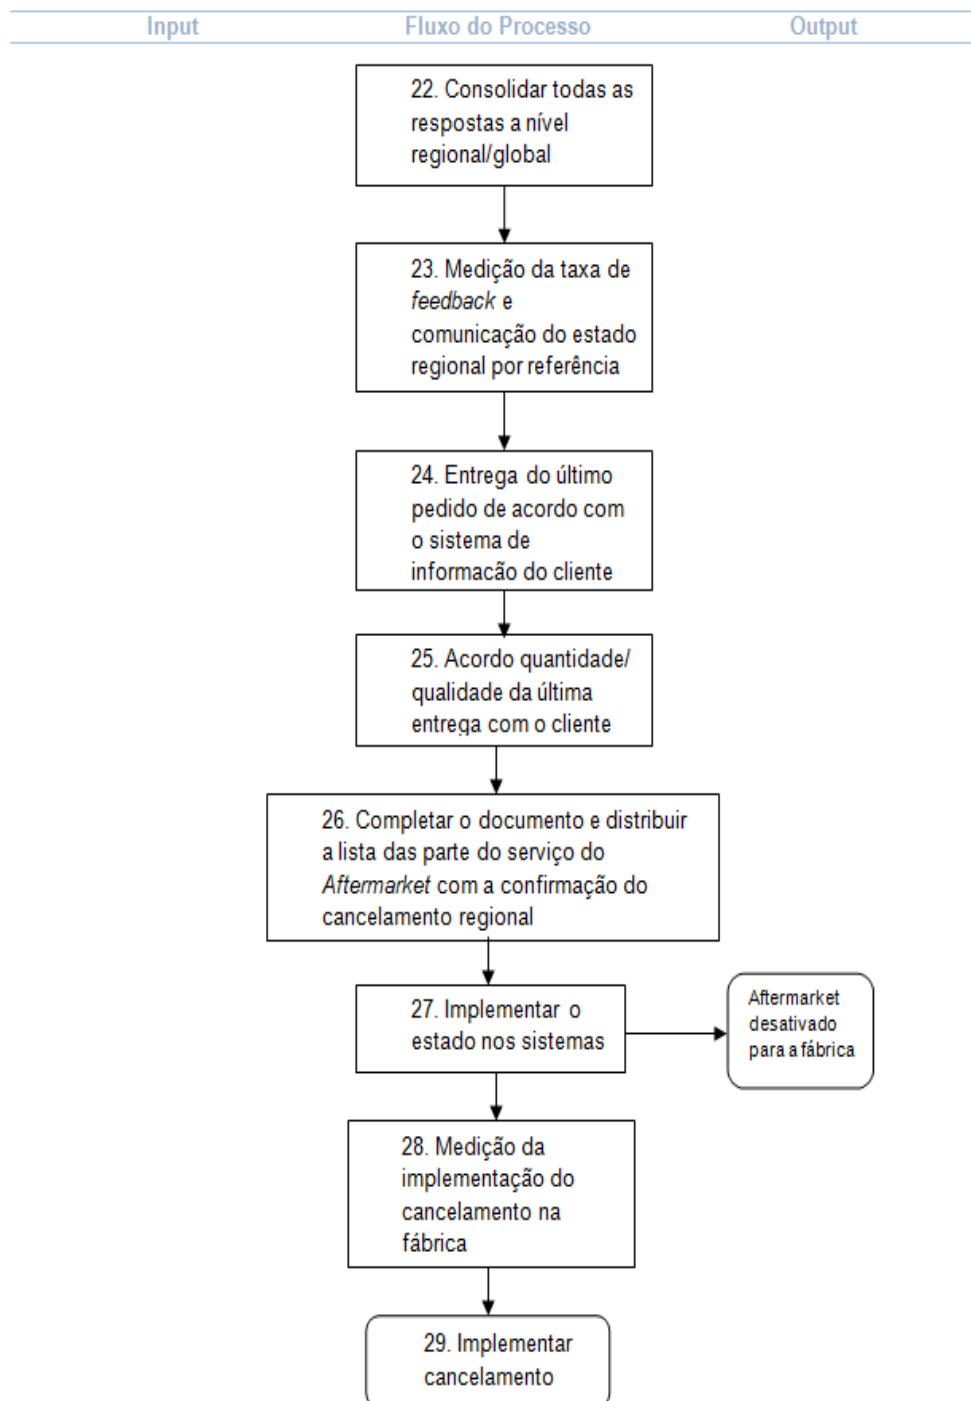 Input Fluxo do Processo Output
22. Consolidar todas as
respostas a nível
regional/global
23. Medição da taxa de
feedback e
comunicação do estado
regional por referência
24. Entrega do último
pedido de acordo com
o sistema de
informacão do cliente
25. Acordo quantidade/
qualidade da última
entrega com o cliente
26. Completar o documento e distribuir
a lista das parte do serviço do
Aftermarket com a confirmação do
cancelamento regional
27. Implementar o
estado nos sistemas
Aftermarket
desativado
para a fábrica
28. Medição da
implementação do
cancelamento na
fábrica
29. Implementar
cancelamento